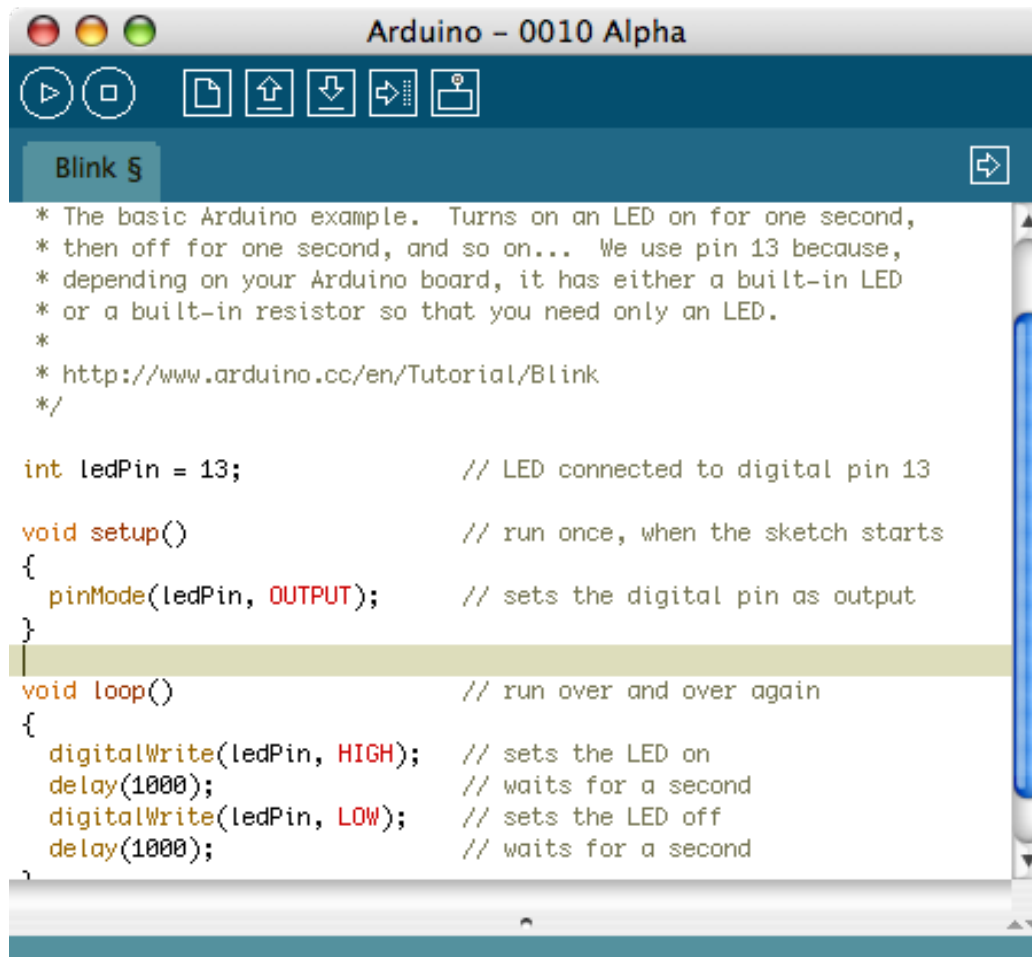 Arduino – 0010 Alpha
Blink §
 * The basic Arduino example.  Turns on an LED on for one second,
 * then off for one second, and so on...  We use pin 13 because,
 * depending on your Arduino board, it has either a built-in LED
 * or a built-in resistor so that you need only an LED.
 *
 * http://www.arduino.cc/en/Tutorial/Blink
 */
int ledPin = 13;                // LED connected to digital pin 13
void setup()                    // run once, when the sketch starts
{
  pinMode(ledPin, OUTPUT);      // sets the digital pin as output
}
void loop()                     // run over and over again
{
  digitalWrite(ledPin, HIGH);   // sets the LED on
  delay(1000);                  // waits for a second
  digitalWrite(ledPin, LOW);    // sets the LED off
  delay(1000);                  // waits for a second
}